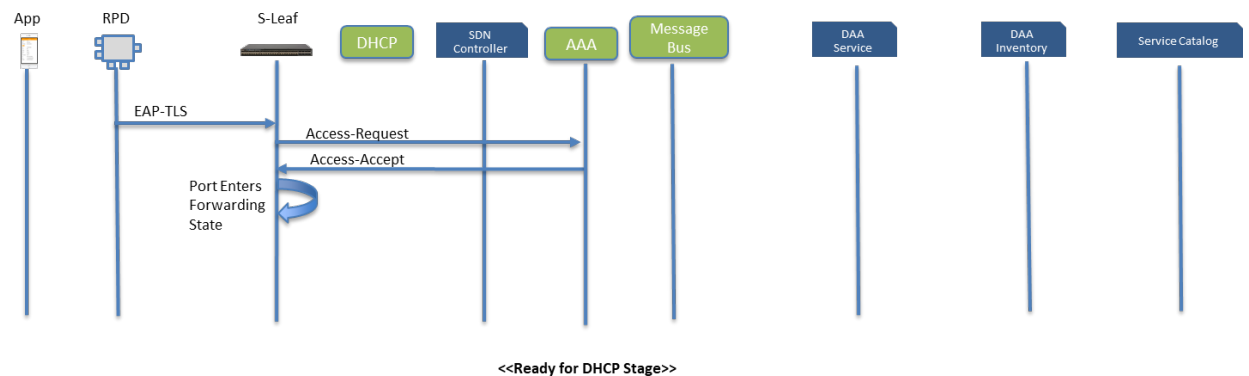 App
RPD
S-Leaf
DHCP
SDN
Controller
AAA
Message
Bus
DAA
Service
DAA
Inventory
Service Catalog
EAP-TLS
Access-Request
Access-Accept
Port Enters
Forwarding
State
<<Ready for DHCP Stage>>